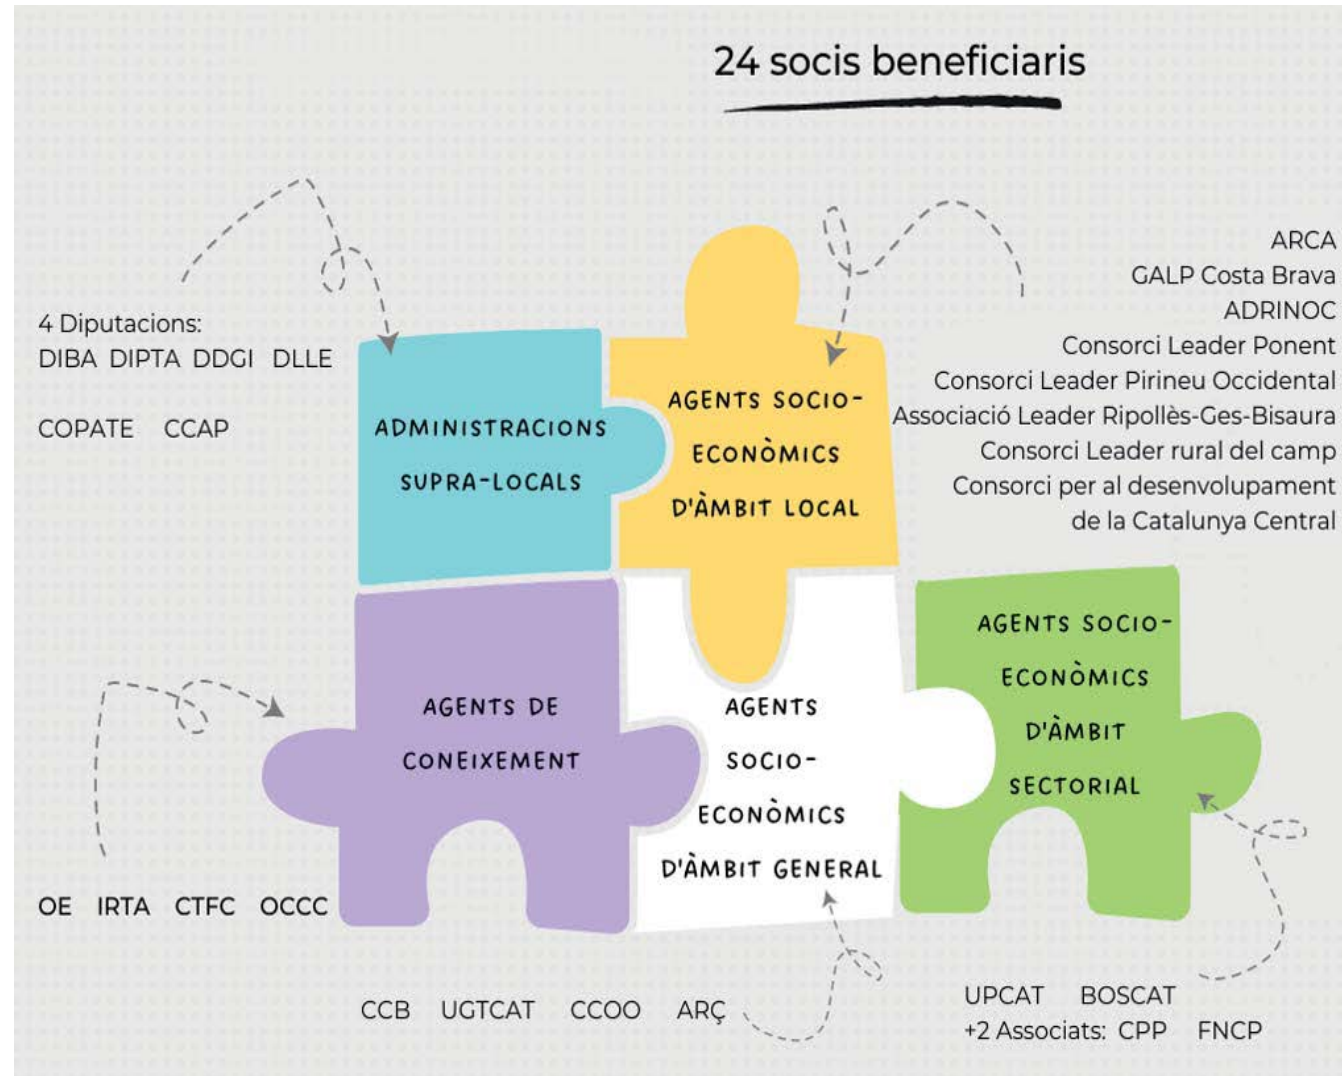 24 socis beneficiaris
4 Diputacions:
DIBA DIPTA DDGI DLLE
COPATE CCAP
ADMINISTRACIONS
SUPRA-LOCALS
AGENTS SOCIO-
ECONÒMICS
D'ÀMBIT LOCAL
ARCA
GALP Costa Brava
ADRINOC
Consorci Leader Ponent
Consorci Leader Pirineu Occidental
Associació Leader Ripollès-Ges-Bisaura
Consorci Leader rural del camp
Consorci per al desenvolupament
de la Catalunya Central
AGENTS DE
CONEIXEMENT
AGENTS
SOCIO-
ECONÒMICS
D'ÀMBIT GENERAL
AGENTS SOCIO-
ECONÒMICS
D'ÀMBIT
SECTORIAL
OE IRTA CTFC OCCC
CCB UGTCAT CCOO ARÇ
UPCAT BOSCAT
+2 Associats: CPP FNCP